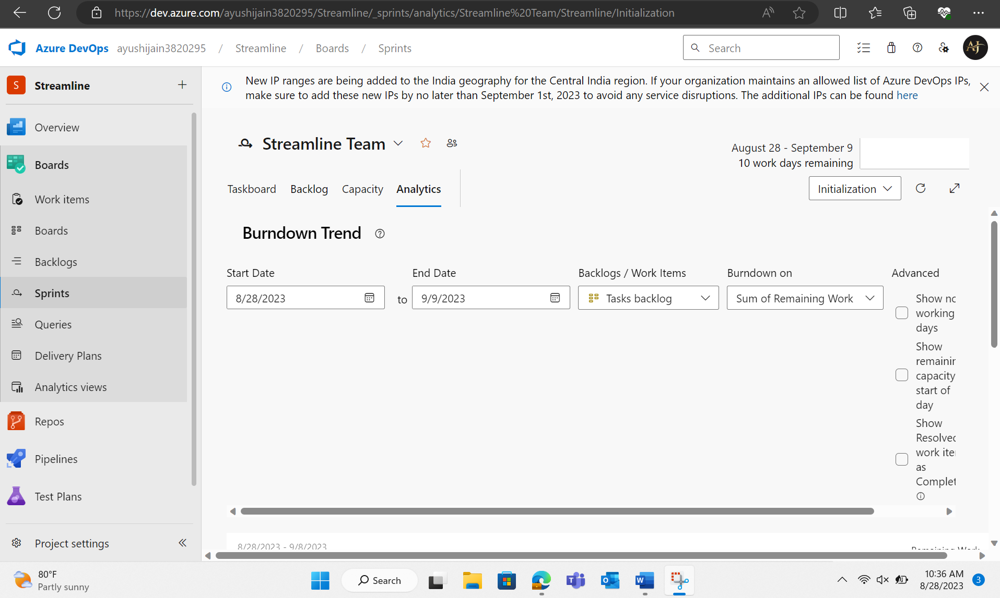 https://dev.azure.com/ayushijain3820295/Streamline/_sprints/analytics/Streamline%20Team/Streamline/Initialization
Azure DevOps ayushijain3820295 / Streamline / Boards / Sprints
Search
AJ
S Streamline
New IP ranges are being added to the India geography for the Central India region. If your organization maintains an allowed list of Azure DevOps IPs,
make sure to add these new IPs by no later than September 1st, 2023 to avoid any service disruptions. The additional IPs can be found here
Overview
Boards
Work items
Boards
Backlogs
Sprints
Queries
Delivery Plans
Analytics views
Repos
Pipelines
Test Plans
Project settings
Streamline Team
August 28 - September 9
10 work days remaining
Taskboard Backlog Capacity Analytics
Initialization
Burndown Trend
Start Date
8/28/2023
to
End Date
9/9/2023
Backlogs / Work Items
Tasks backlog
Burndown on
Sum of Remaining Work
Advanced
Show no
working
days
Show
remainin
capacity
start of
day
Show
Resolved
work ite
as
Complet
8/28/2023 - 9/8/2023
Remaining Work
80°F
Partly sunny
Search
10:36 AM
8/28/2023
3